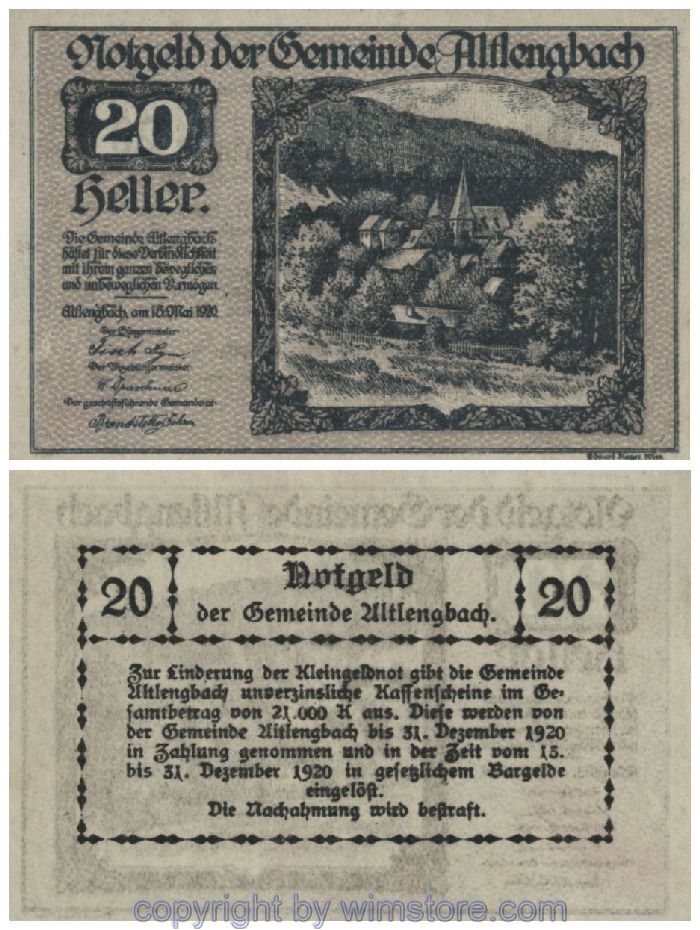 Notgeld der Gemeinde Altlengbach
20
Heller.
Die Gemeinde Altlengbach
haftet für diese Verbindlichkeit
mit ihrem ganzen beweglichen
und unbeweglichen Vermögen
Altlengbach, am 15. Mai 1920.
Der Bürgermeister
Der Vizebürgermeister
Der geschäftsführende Gemeinderat
Eduard Sieger, Wien.
20
Notgeld
der Gemeinde Altlengbach.
20
Zur Linderung der Kleingeldnot gibt die Gemeinde
Altlengbach unverzinsliche Kassenscheine im Ge-
samtbetrag von 21.000 K aus. Diese werden von
der Gemeinde Altlengbach bis 31. Dezember 1920
in Zahlung genommen und in der Zeit vom 15.
bis 31. Dezember 1920 in gesetzlichem Bargelde
eingelöst.
Die Nachahmung wird bestraft.
copyright by wimstore.com